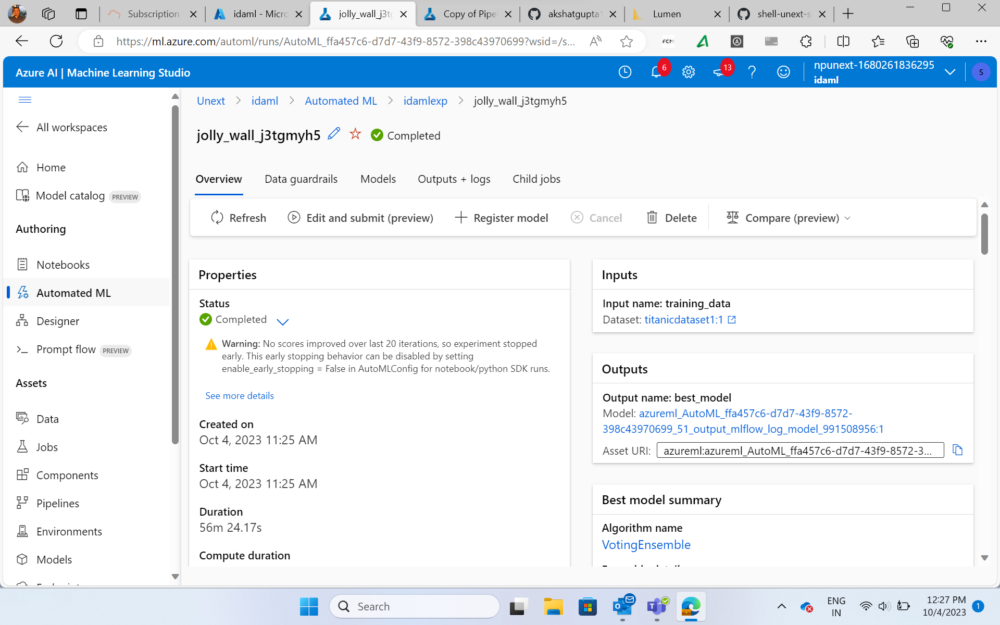 Subscription
idaml - Micro
jolly_wall_j3tg
Copy of Pipel
akshatgupta1
Lumen
shell-unext-s
https://ml.azure.com/automl/runs/AutoML_ffa457c6-d7d7-43f9-8572-398c43970699?wsid=/s...
FCM
Azure AI | Machine Learning Studio
6
13
npunext-1680261836295
idaml
S
All workspaces
Home
Model catalog PREVIEW
Authoring
Notebooks
Automated ML
Designer
Prompt flow PREVIEW
Assets
Data
Jobs
Components
Pipelines
Environments
Models
Unext > idaml > Automated ML > idamlexp > jolly_wall_j3tgmyh5
jolly_wall_j3tgmyh5 Completed
Overview Data guardrails Models Outputs + logs Child jobs
Refresh Edit and submit (preview) Register model Cancel Delete Compare (preview)
Properties
Status
Completed
Warning: No scores improved over last 20 iterations, so experiment stopped
early. This early stopping behavior can be disabled by setting
enable_early_stopping = False in AutoMLConfig for notebook/python SDK runs.
See more details
Created on
Oct 4, 2023 11:25 AM
Start time
Oct 4, 2023 11:25 AM
Duration
56m 24.17s
Compute duration
Inputs
Input name: training_data
Dataset: titanicdataset1:1
Outputs
Output name: best_model
Model: azureml_AutoML_ffa457c6-d7d7-43f9-8572-
398c43970699_51_output_mlflow_log_model_991508956:1
Asset URI: azureml:azureml_AutoML_ffa457c6-d7d7-43f9-8572-3...
Best model summary
Algorithm name
VotingEnsemble
Search
ENG
IN
12:27 PM
10/4/2023
1